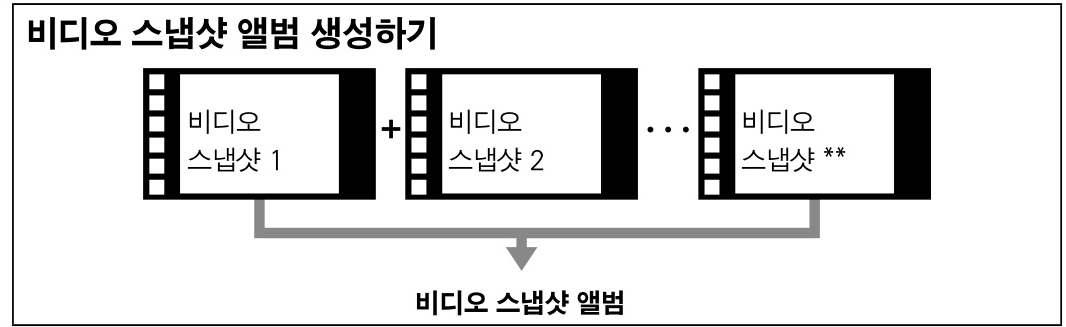 비디오 스냅샷 앨범 생성하기
비디오
스냅샷 1
+
비디오
스냅샷 2
···
비디오
스냅샷 **
비디오 스냅샷 앨범